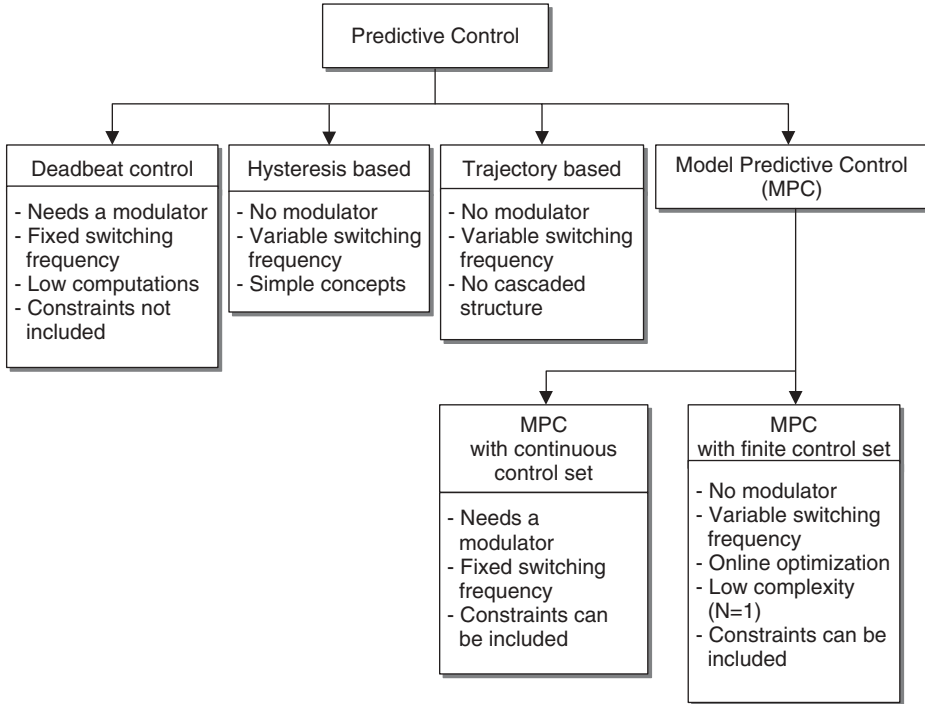 Predictive Control
Deadbeat control
- Needs a modulator
- Fixed switching
frequency
- Low computations
- Constraints not
included
Hysteresis based
- No modulator
- Variable switching
frequency
- Simple concepts
Trajectory based
- No modulator
- Variable switching
frequency
- No cascaded
structure
Model Predictive Control
(MPC)
MPC
with continuous
control set
- Needs a
modulator
- Fixed switching
frequency
- Constraints can
be included
MPC
with finite control set
- No modulator
- Variable switching
frequency
- Online optimization
- Low complexity
(N=1)
- Constraints can be
included